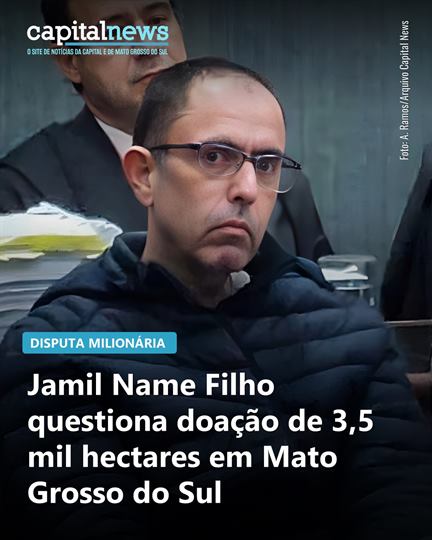 capitalnews
O SITE DE NOTÍCIAS DA CAPITAL E DE MATO GROSSO DO SUL
Foto: A. Ramos/Arquivo Capital News
DISPUTA MILIONÁRIA
Jamil Name Filho
questiona doação de 3,5
mil hectares em Mato
Grosso do Sul